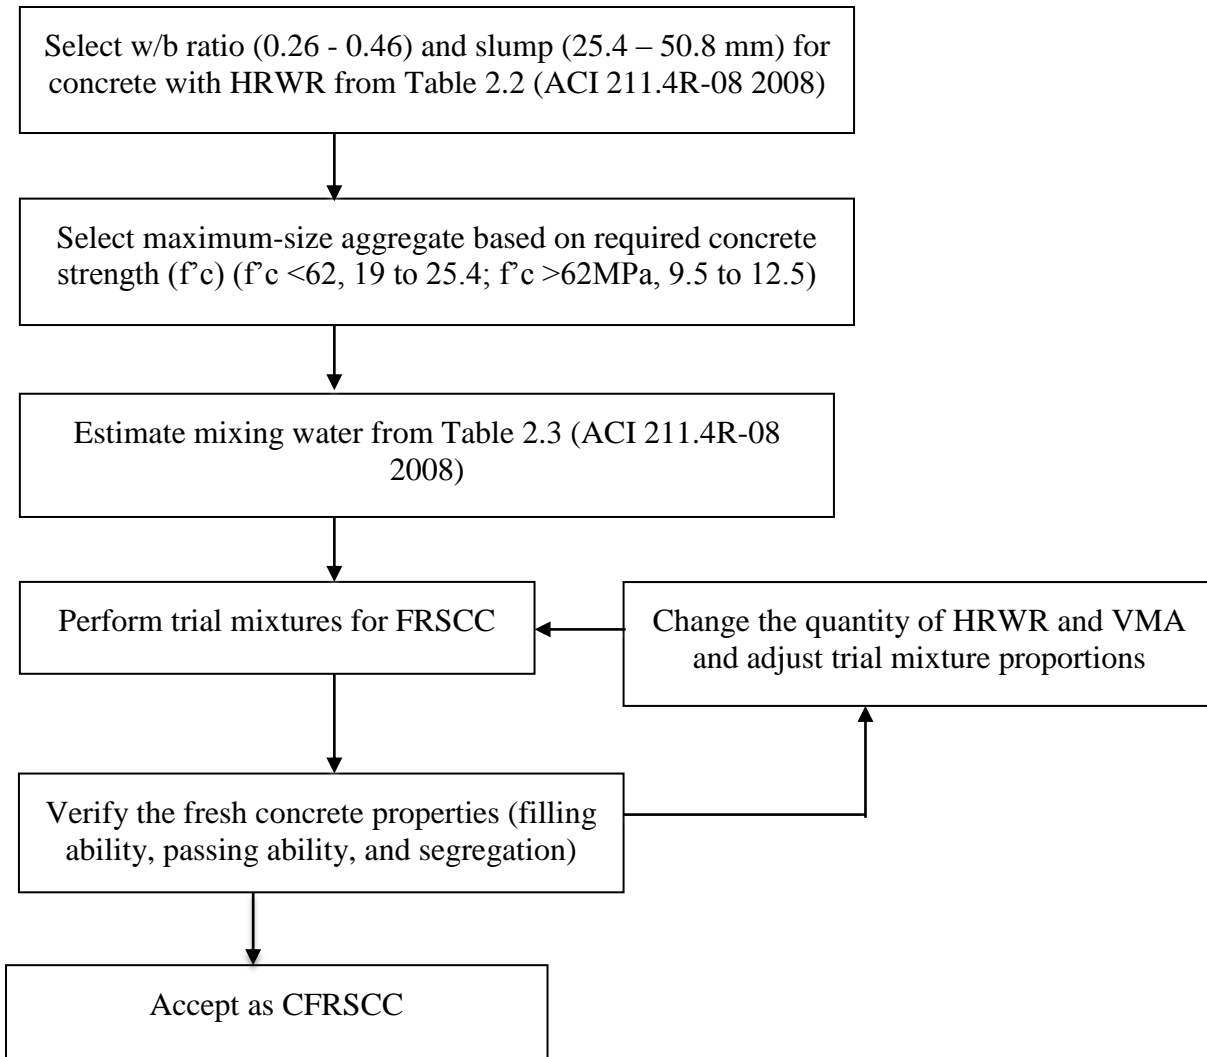 Select w/b ratio (0.26 - 0.46) and slump (25.4 – 50.8 mm) for
concrete with HRWR from Table 2.2 (ACI 211.4R-08 2008)
Select maximum-size aggregate based on required concrete
strength (f’c) (f’c <62, 19 to 25.4; f’c >62MPa, 9.5 to 12.5)
Estimate mixing water from Table 2.3 (ACI 211.4R-08
2008)
Perform trial mixtures for FRSCC
Change the quantity of HRWR and VMA
and adjust trial mixture proportions
Verify the fresh concrete properties (filling
ability, passing ability, and segregation)
Accept as CFRSCC